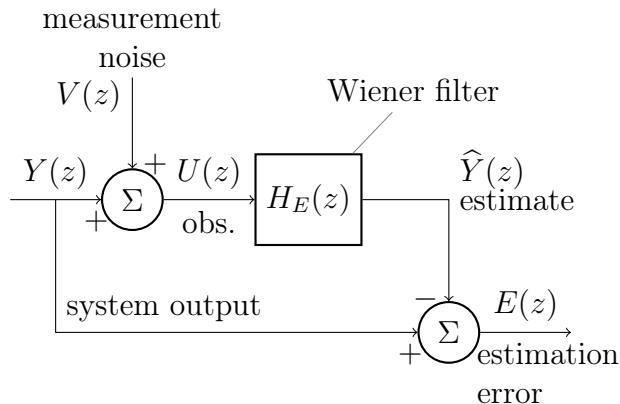 measurement
noise
V(z)
Wiener filter
Y(z)
+
U(z)
Ŷ(z)
Σ
H_E(z)
estimate
+
obs.
−
E(z)
system output
Σ
+
estimation
error